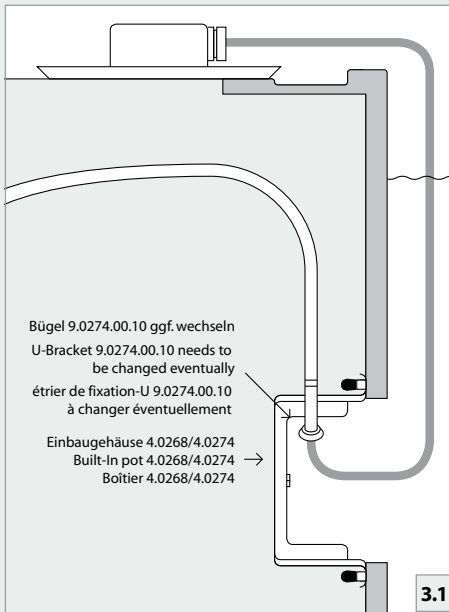 Bügel 9.0274.00.10 ggf. wechseln
U-Bracket 9.0274.00.10 needs to
be changed eventually
étrier de fixation-U 9.0274.00.10
à changer éventuellement
Einbaugehäuse 4.0268/4.0274
Built-In pot 4.0268/4.0274
Boîtier 4.0268/4.0274
3.1